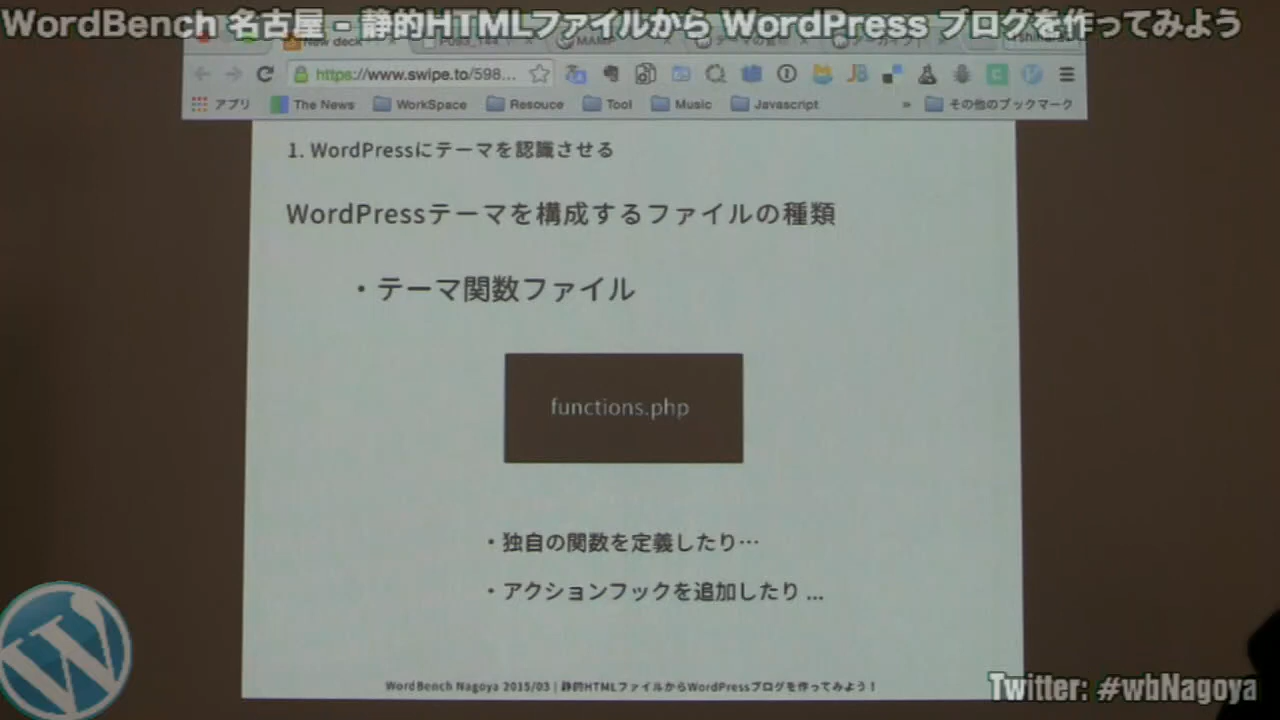 WordBench 名古屋 - 静的HTMLファイルから WordPress ブログを作ってみよう
New deck
MAMP
https://www.swipe.to/598...
アプリ The News WorkSpace Resouce Tool Music Javascript » その他のブックマーク
1. WordPressにテーマを認識させる
WordPressテーマを構成するファイルの種類
・テーマ関数ファイル
functions.php
・独自の関数を定義したり…
・アクションフックを追加したり ...
WordBench Nagoya 2015/03 | 静的HTMLファイルからWordPressブログを作ってみよう！
Twitter: #wbNagoya